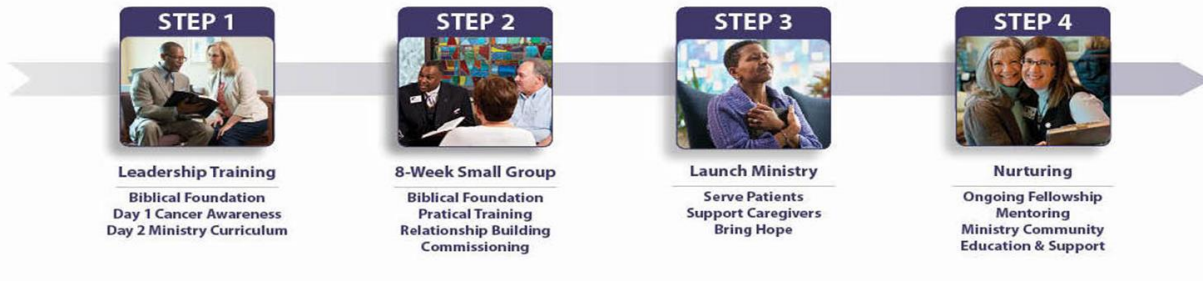 STEP 1
Leadership Training
Biblical Foundation
Day 1 Cancer Awareness
Day 2 Ministry Curriculum
STEP 2
8-Week Small Group
Biblical Foundation
Pratical Training
Relationship Building
Commissioning
STEP 3
Launch Ministry
Serve Patients
Support Caregivers
Bring Hope
STEP 4
Nurturing
Ongoing Fellowship
Mentoring
Ministry Community
Education & Support